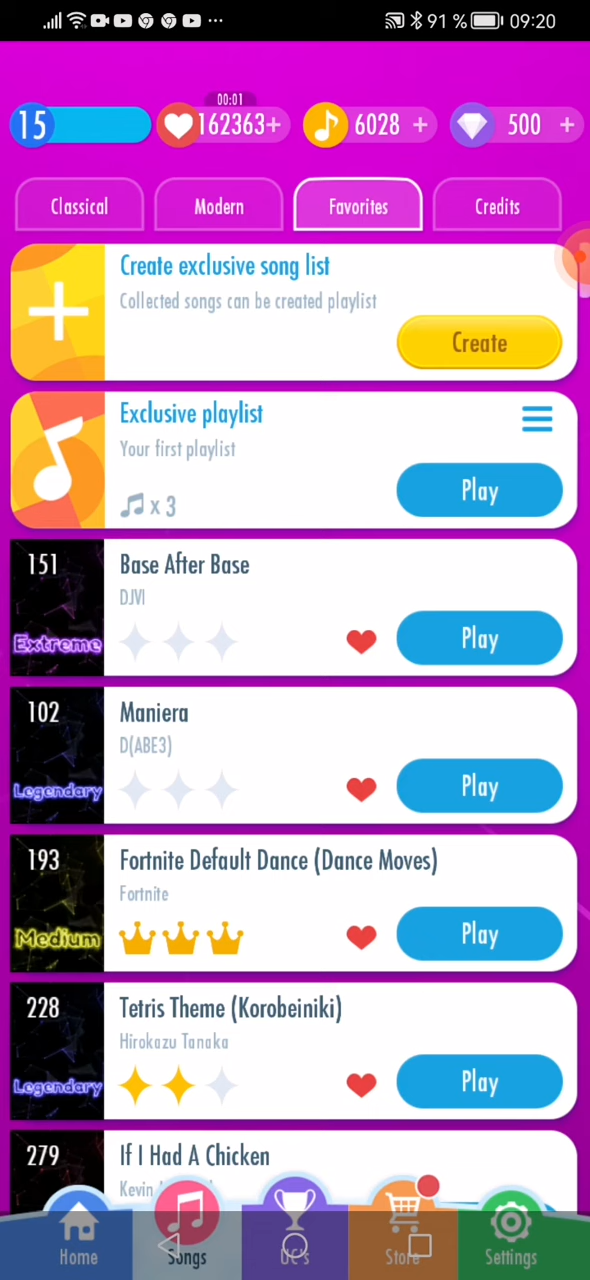 91 % 09:20
00:01
15 162363+ 6028 + 500 +
Classical Modern Favorites Credits
Create exclusive song list
Collected songs can be created playlist
Create
Exclusive playlist
Your first playlist
x 3
Play
151
Base After Base
DJVI
Extreme
Play
102
Maniera
D(ABE3)
Legendary
Play
193
Fortnite Default Dance (Dance Moves)
Fortnite
Medium
Play
228
Tetris Theme (Korobeiniki)
Hirokazu Tanaka
Legendary
Play
279
If I Had A Chicken
Kevin
Home Songs UC's Store Settings